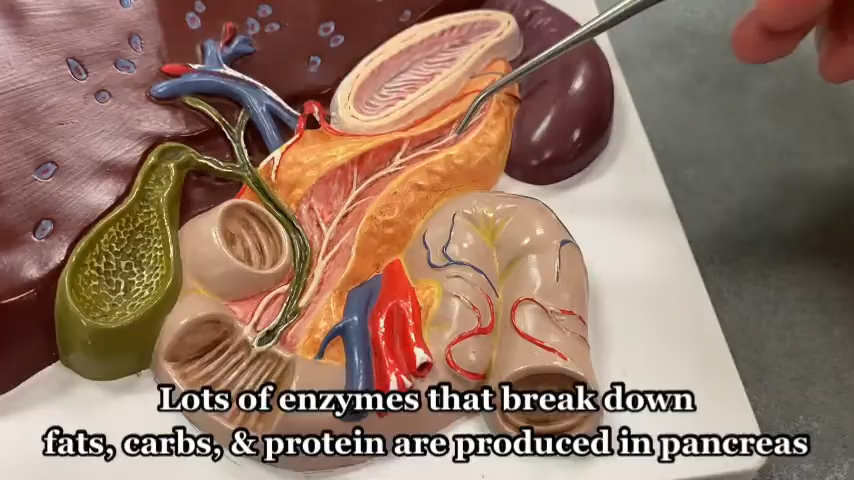 Lots of enzymes that break down
fats, carbs, & protein are produced in pancreas